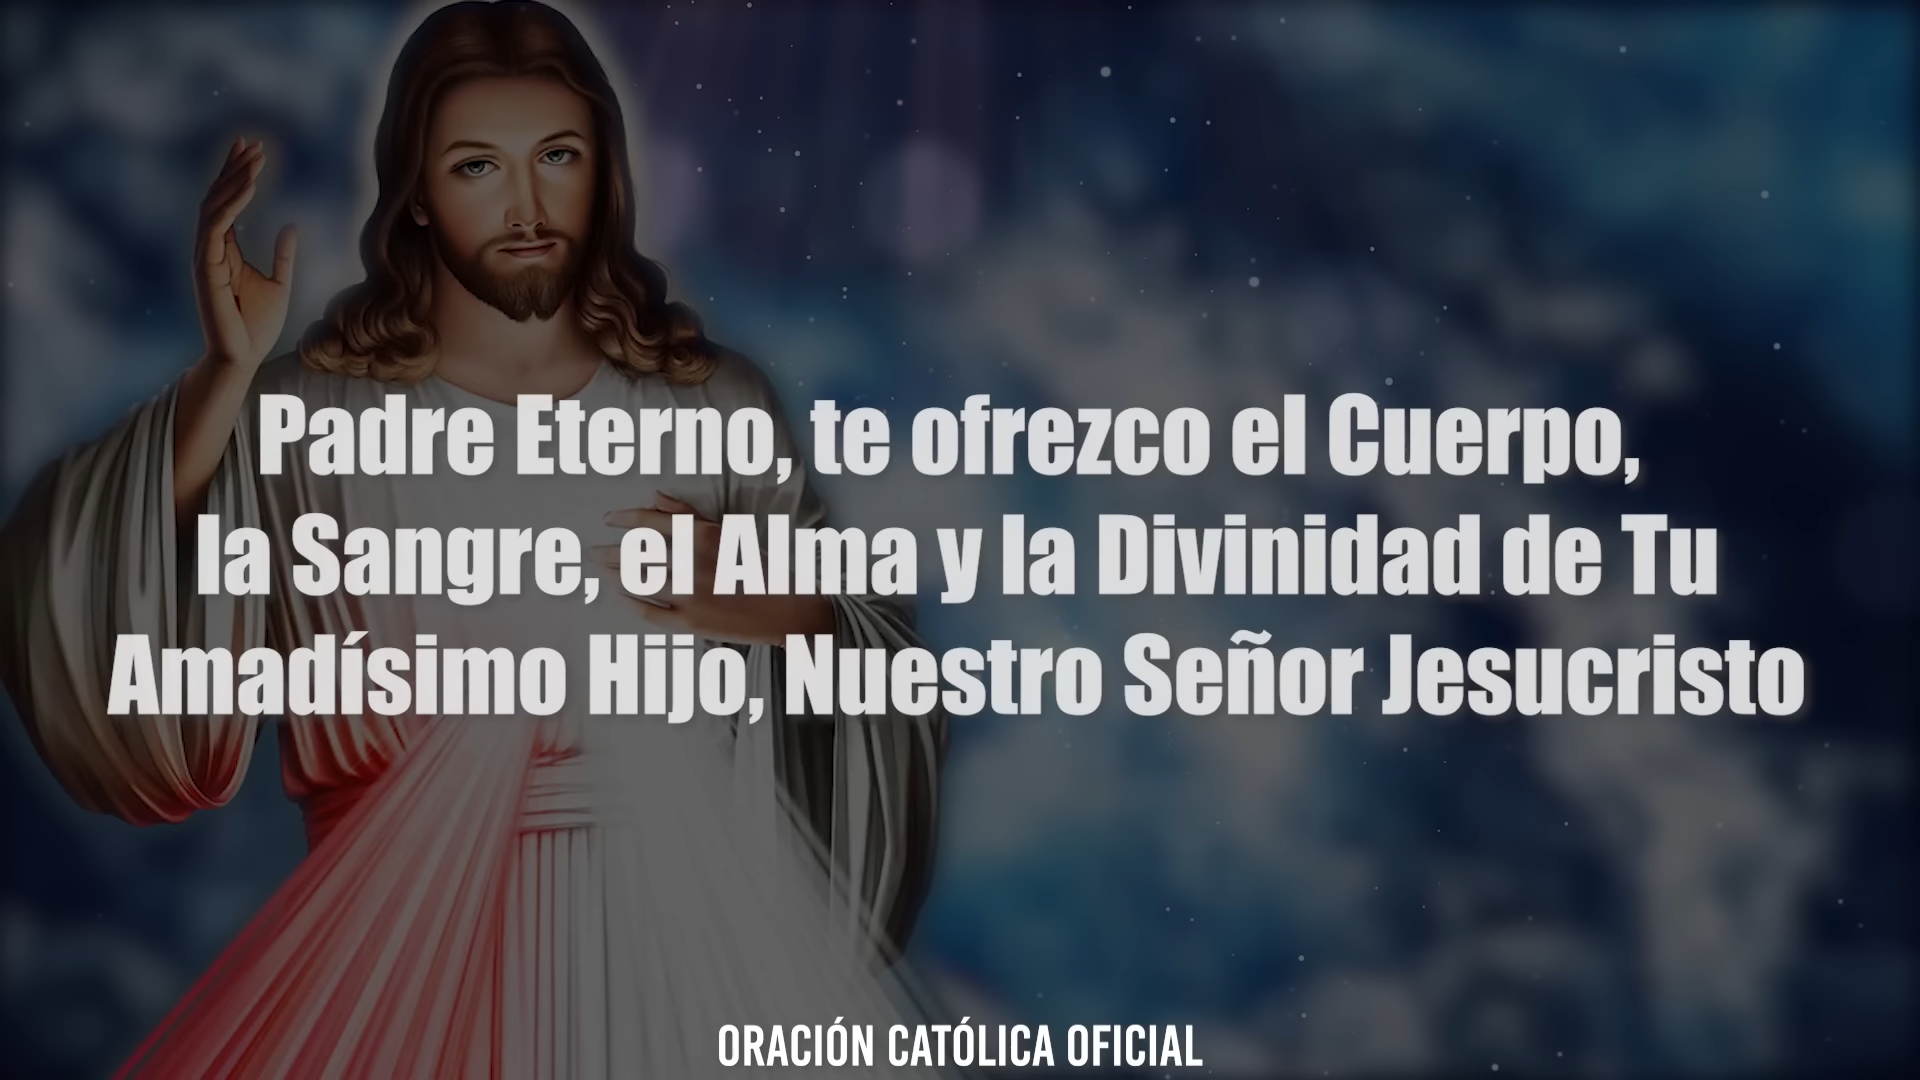 Padre Eterno, te ofrezco el Cuerpo,
la Sangre, el Alma y la Divinidad de Tu
Amadísimo Hijo, Nuestro Señor Jesucristo
ORACIÓN CATÓLICA OFICIAL